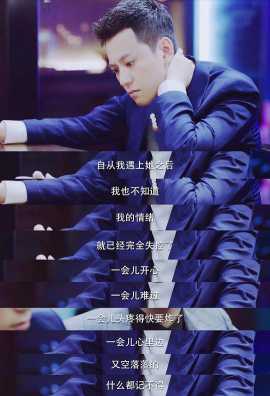 自从我遇上她之后
我也不知道
我的情绪
就已经完全失控了
一会儿开心
一会儿难过
一会儿头疼得快要炸了
一会儿心里边
又空落落的
什么都记不得